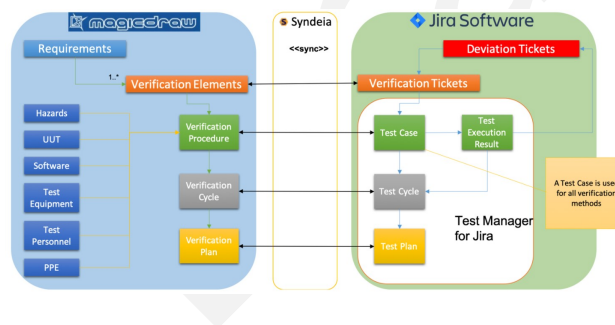 magicdraw
Requirements
1..*
Verification Elements
Hazards
UUT
Software
Test
Equipment
Test
Personnel
PPE
Verification
Procedure
Verification
Cycle
Verification
Plan
Syndeia
<<sync>>
Jira Software
Deviation Tickets
Verification Tickets
Test Case
Test
Execution
Result
Test Cycle
Test Plan
Test Manager
for Jira
A Test Case is used
for all verification
methods